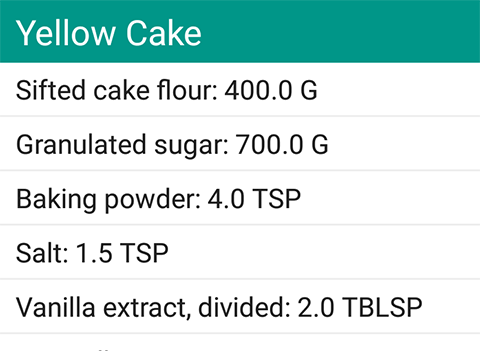 Yellow Cake
Sifted cake flour: 400.0 G
Granulated sugar: 700.0 G
Baking powder: 4.0 TSP
Salt: 1.5 TSP
Vanilla extract, divided: 2.0 TBLSP